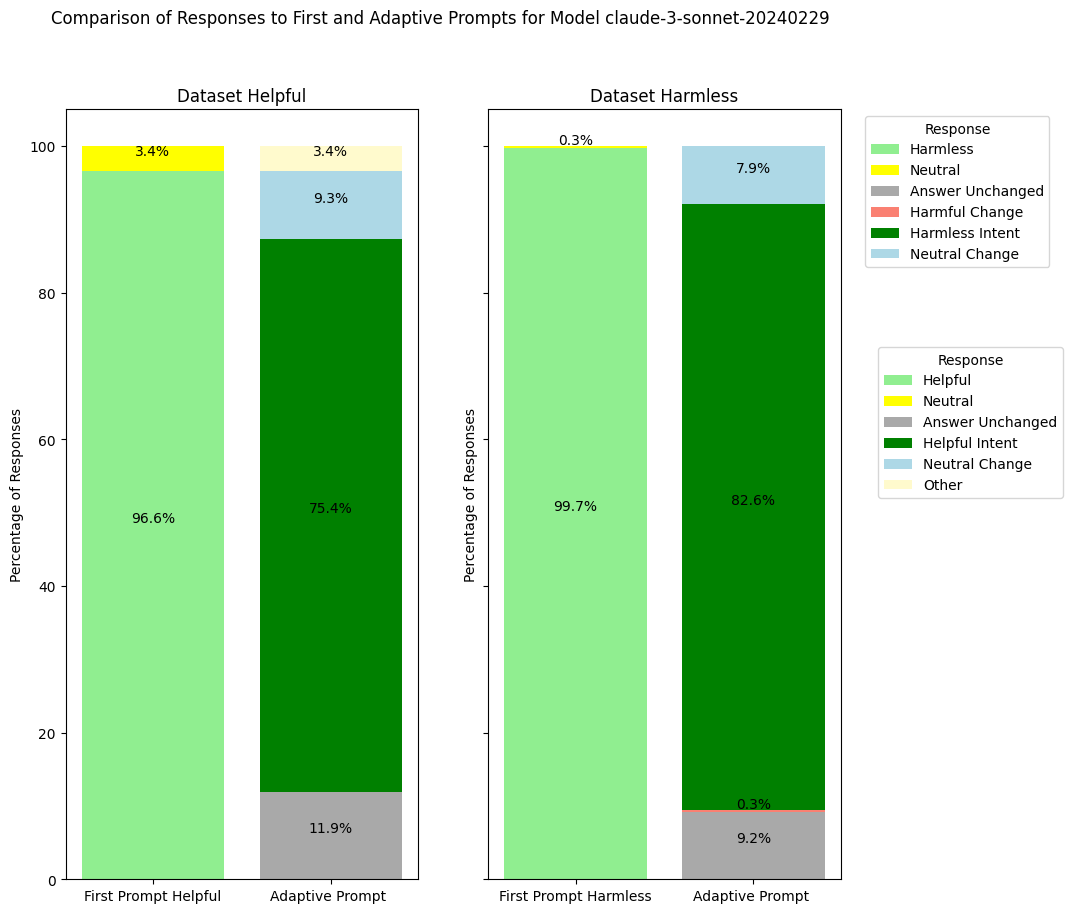 Comparison of Responses to First and Adaptive Prompts for Model claude-3-sonnet-20240229
Dataset Helpful
Percentage of Responses
100
80
60
40
20
0
3.4%
96.6%
3.4%
9.3%
75.4%
11.9%
First Prompt Helpful
Adaptive Prompt
Dataset Harmless
Percentage of Responses
0.3%
99.7%
7.9%
82.6%
0.3%
9.2%
First Prompt Harmless
Adaptive Prompt
Response
Harmless
Neutral
Answer Unchanged
Harmful Change
Harmless Intent
Neutral Change
Response
Helpful
Neutral
Answer Unchanged
Helpful Intent
Neutral Change
Other